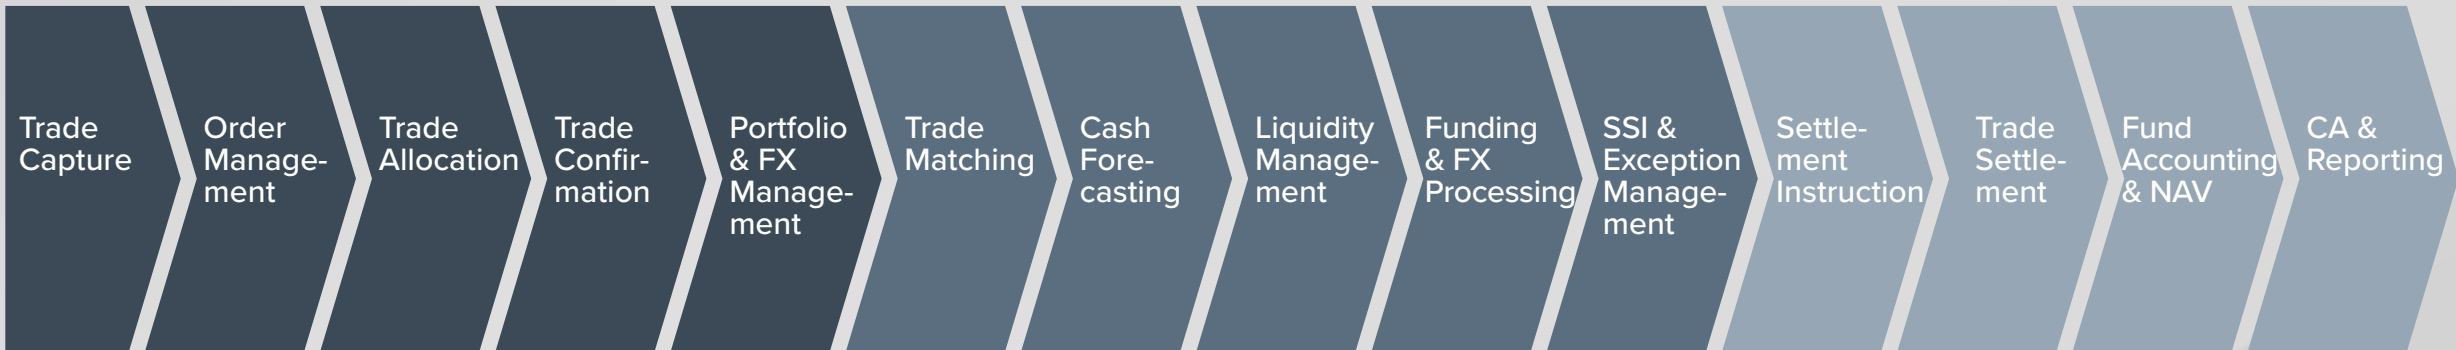 Trade
Capture
Order
Manage-
ment
Trade
Allocation
Trade
Confir-
mation
Portfolio
& FX
Manage-
ment
Trade
Matching
Cash
Fore-
casting
Liquidity
Manage-
ment
Funding
& FX
Processing
SSI &
Exception
Manage-
ment
Settle-
ment
Instruction
Trade
Settle-
ment
Fund
Accounting
& NAV
CA &
Reporting